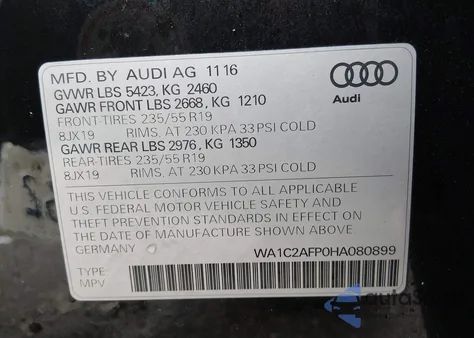 MFD. BY AUDI AG 11 16
GVWR LBS 5423, KG 2460
GAWR FRONT LBS 2668, KG 1210
FRONT-TIRES 235/55 R19
8JX19 RIMS, AT 230 KPA 33 PSI COLD
GAWR REAR LBS 2976, KG 1350
REAR-TIRES 235/55 R19
8JX19 RIMS, AT 230 KPA 33 PSI COLD
Audi
THIS VEHICLE CONFORMS TO ALL APPLICABLE
U.S. FEDERAL MOTOR VEHICLE SAFETY AND
THEFT PREVENTION STANDARDS IN EFFECT ON
THE DATE OF MANUFACTURE SHOWN ABOVE
GERMANY
WA1C2AFP0HA080899
TYPE:
MPV